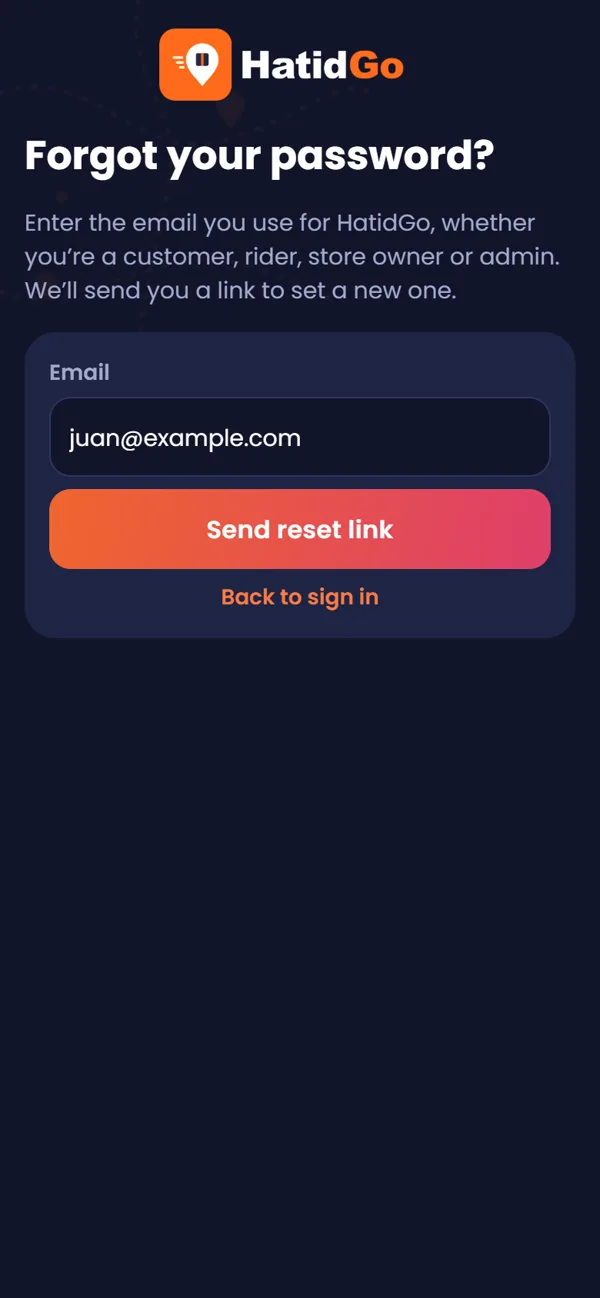 HatidGo
Forgot your password?
Enter the email you use for HatidGo, whether
you’re a customer, rider, store owner or admin.
We’ll send you a link to set a new one.
Email
juan@example.com
Send reset link
Back to sign in